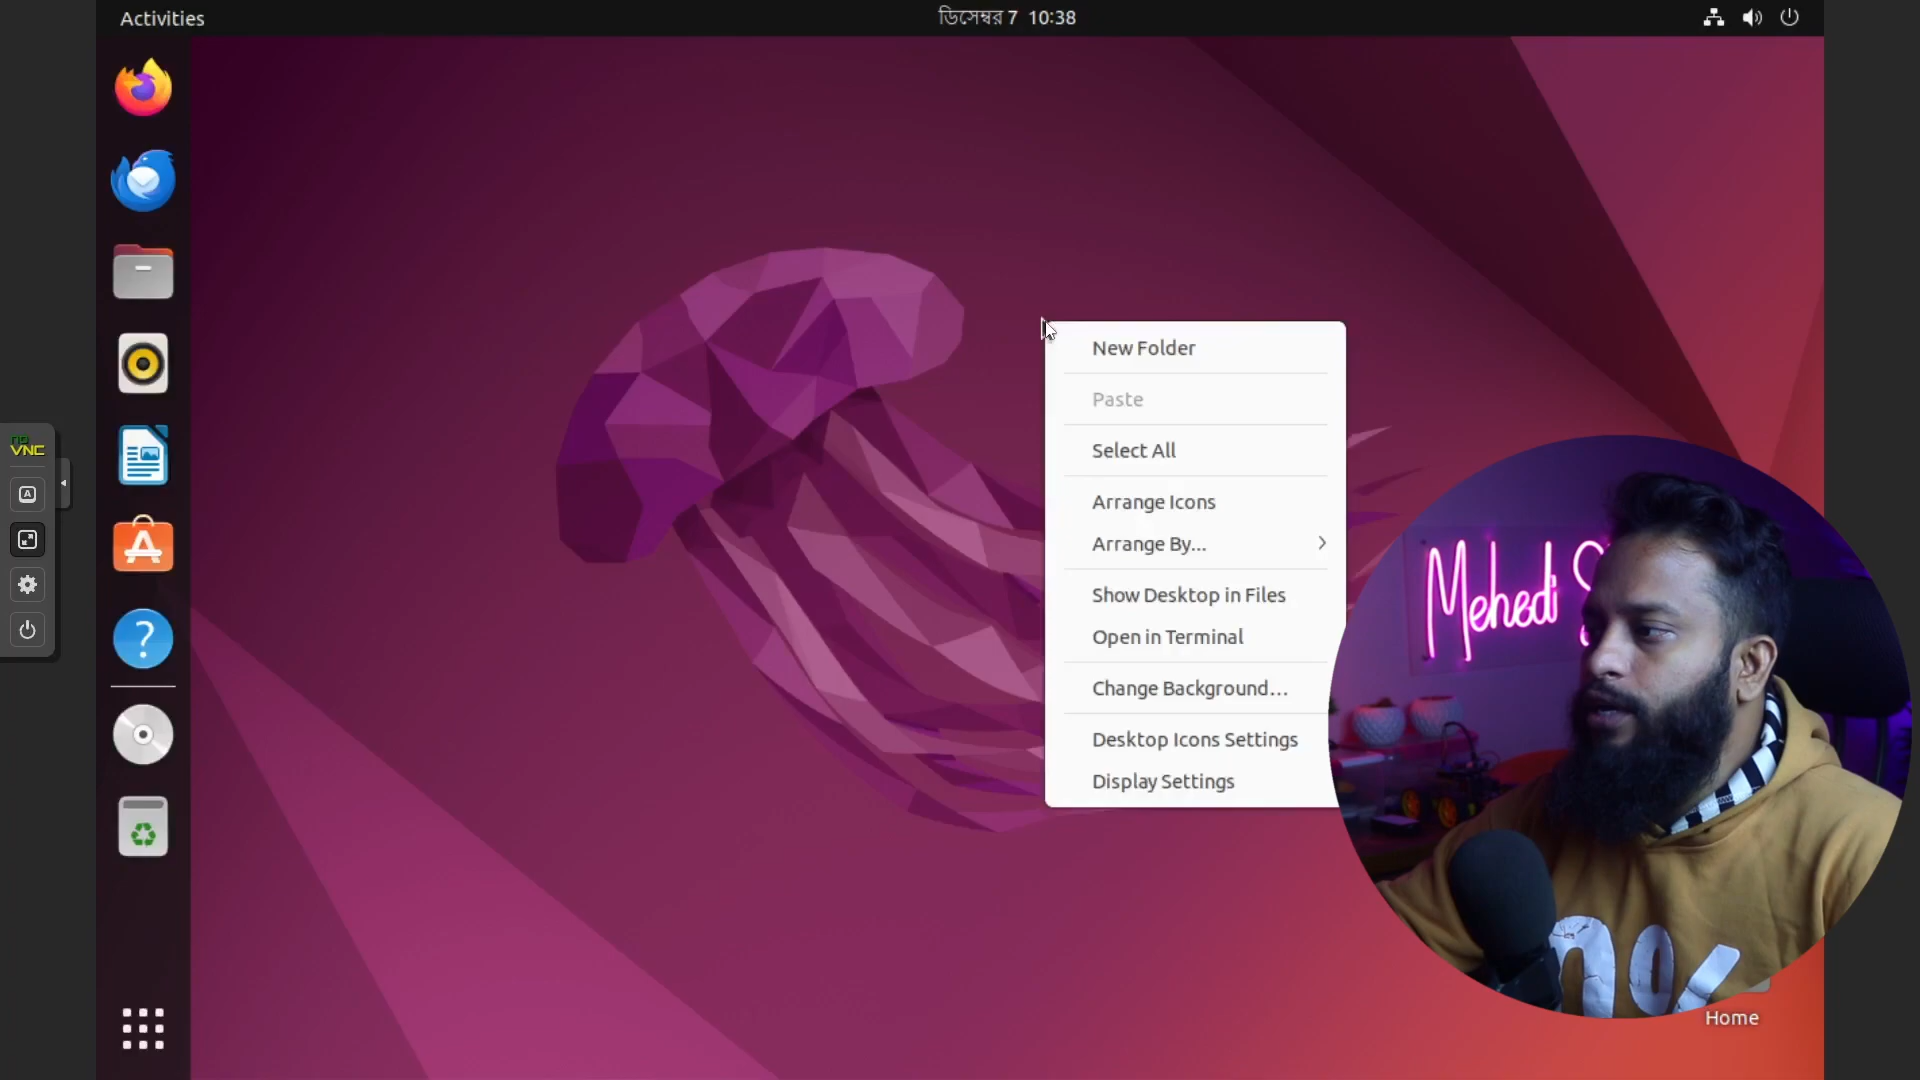 Activities
ডিসেম্বর 7 10:38
no
VNC
A
New Folder
Paste
Select All
Arrange Icons
Arrange By...
Show Desktop in Files
Open in Terminal
Change Background...
Desktop Icons Settings
Display Settings
Mehedi
Home